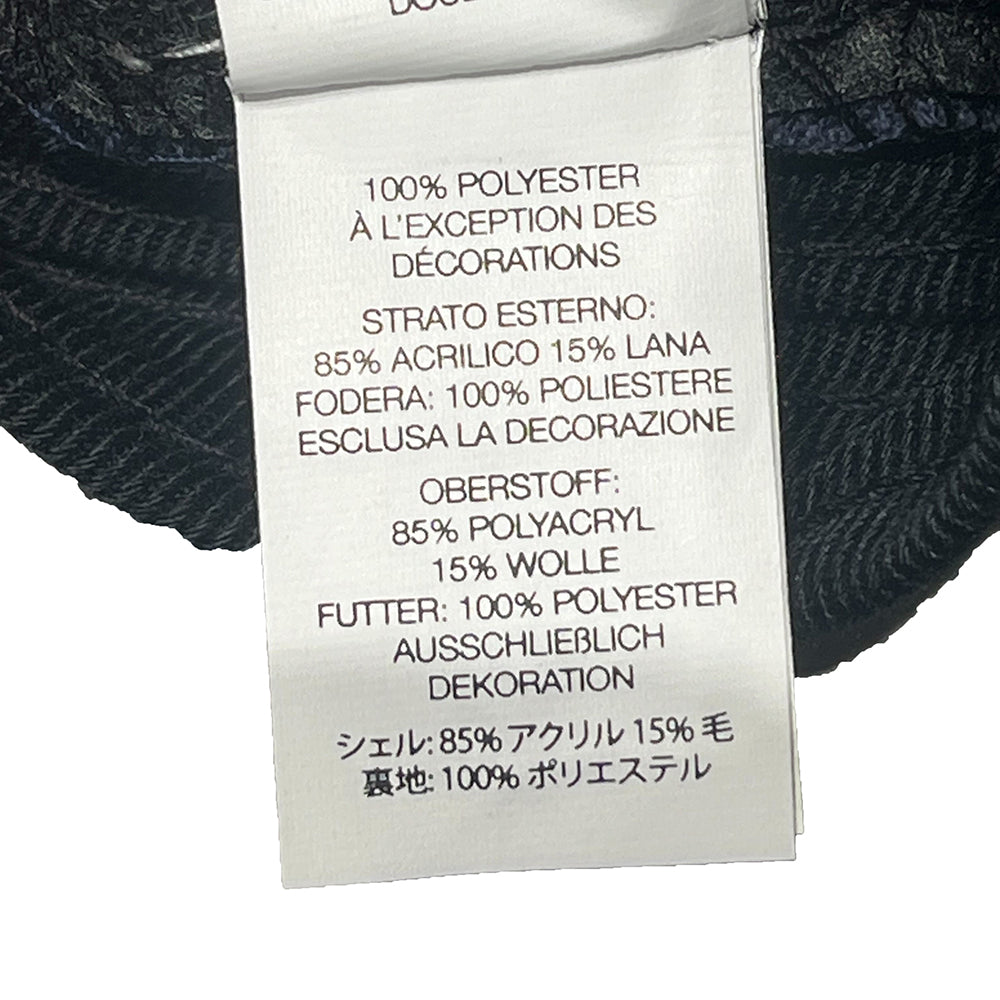 100% POLYESTER
À L'EXCEPTION DES
DÉCORATIONS
STRATO ESTERNO:
85% ACRILICO 15% LANA
FODERA: 100% POLIESTERE
ESCLUSA LA DECORAZIONE
OBERSTOFF:
85% POLYACRYL
15% WOLLE
FUTTER: 100% POLYESTER
AUSSCHLIEßLICH
DEKORATION
シェル: 85% アクリル 15% 毛
裏地: 100% ポリエステル